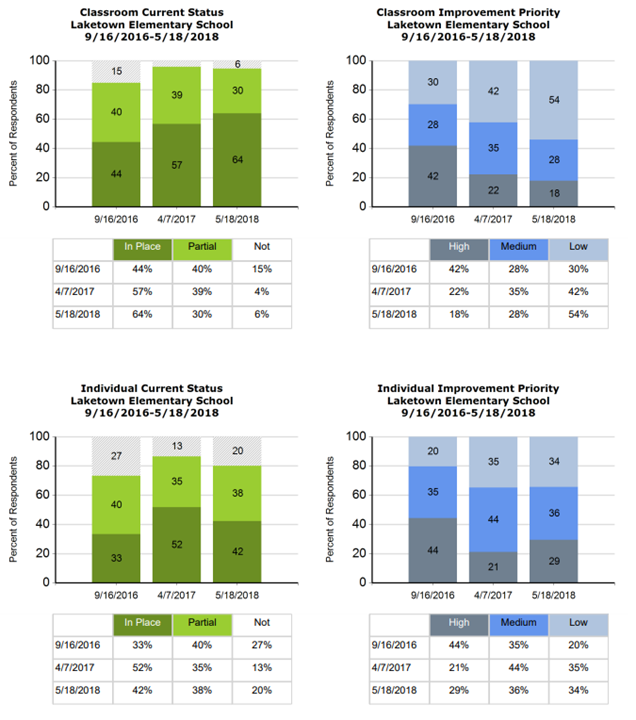 Classroom Current Status
Laketown Elementary School
9/16/2016-5/18/2018
Percent of Respondents
100
80
60
40
20
0
15
40
44
39
57
6
30
64
9/16/2016 4/7/2017 5/18/2018
In Place Partial Not
9/16/2016 44% 40% 15%
4/7/2017 57% 39% 4%
5/18/2018 64% 30% 6%
Classroom Improvement Priority
Laketown Elementary School
9/16/2016-5/18/2018
Percent of Respondents
100
80
60
40
20
0
30
28
42
42
35
22
54
28
18
9/16/2016 4/7/2017 5/18/2018
High Medium Low
9/16/2016 42% 28% 30%
4/7/2017 22% 35% 42%
5/18/2018 18% 28% 54%
Individual Current Status
Laketown Elementary School
9/16/2016-5/18/2018
Percent of Respondents
100
80
60
40
20
0
27
40
33
13
35
52
20
38
42
9/16/2016 4/7/2017 5/18/2018
In Place Partial Not
9/16/2016 33% 40% 27%
4/7/2017 52% 35% 13%
5/18/2018 42% 38% 20%
Individual Improvement Priority
Laketown Elementary School
9/16/2016-5/18/2018
Percent of Respondents
100
80
60
40
20
0
20
35
44
35
44
21
34
36
29
9/16/2016 4/7/2017 5/18/2018
High Medium Low
9/16/2016 44% 35% 20%
4/7/2017 21% 44% 35%
5/18/2018 29% 36% 34%